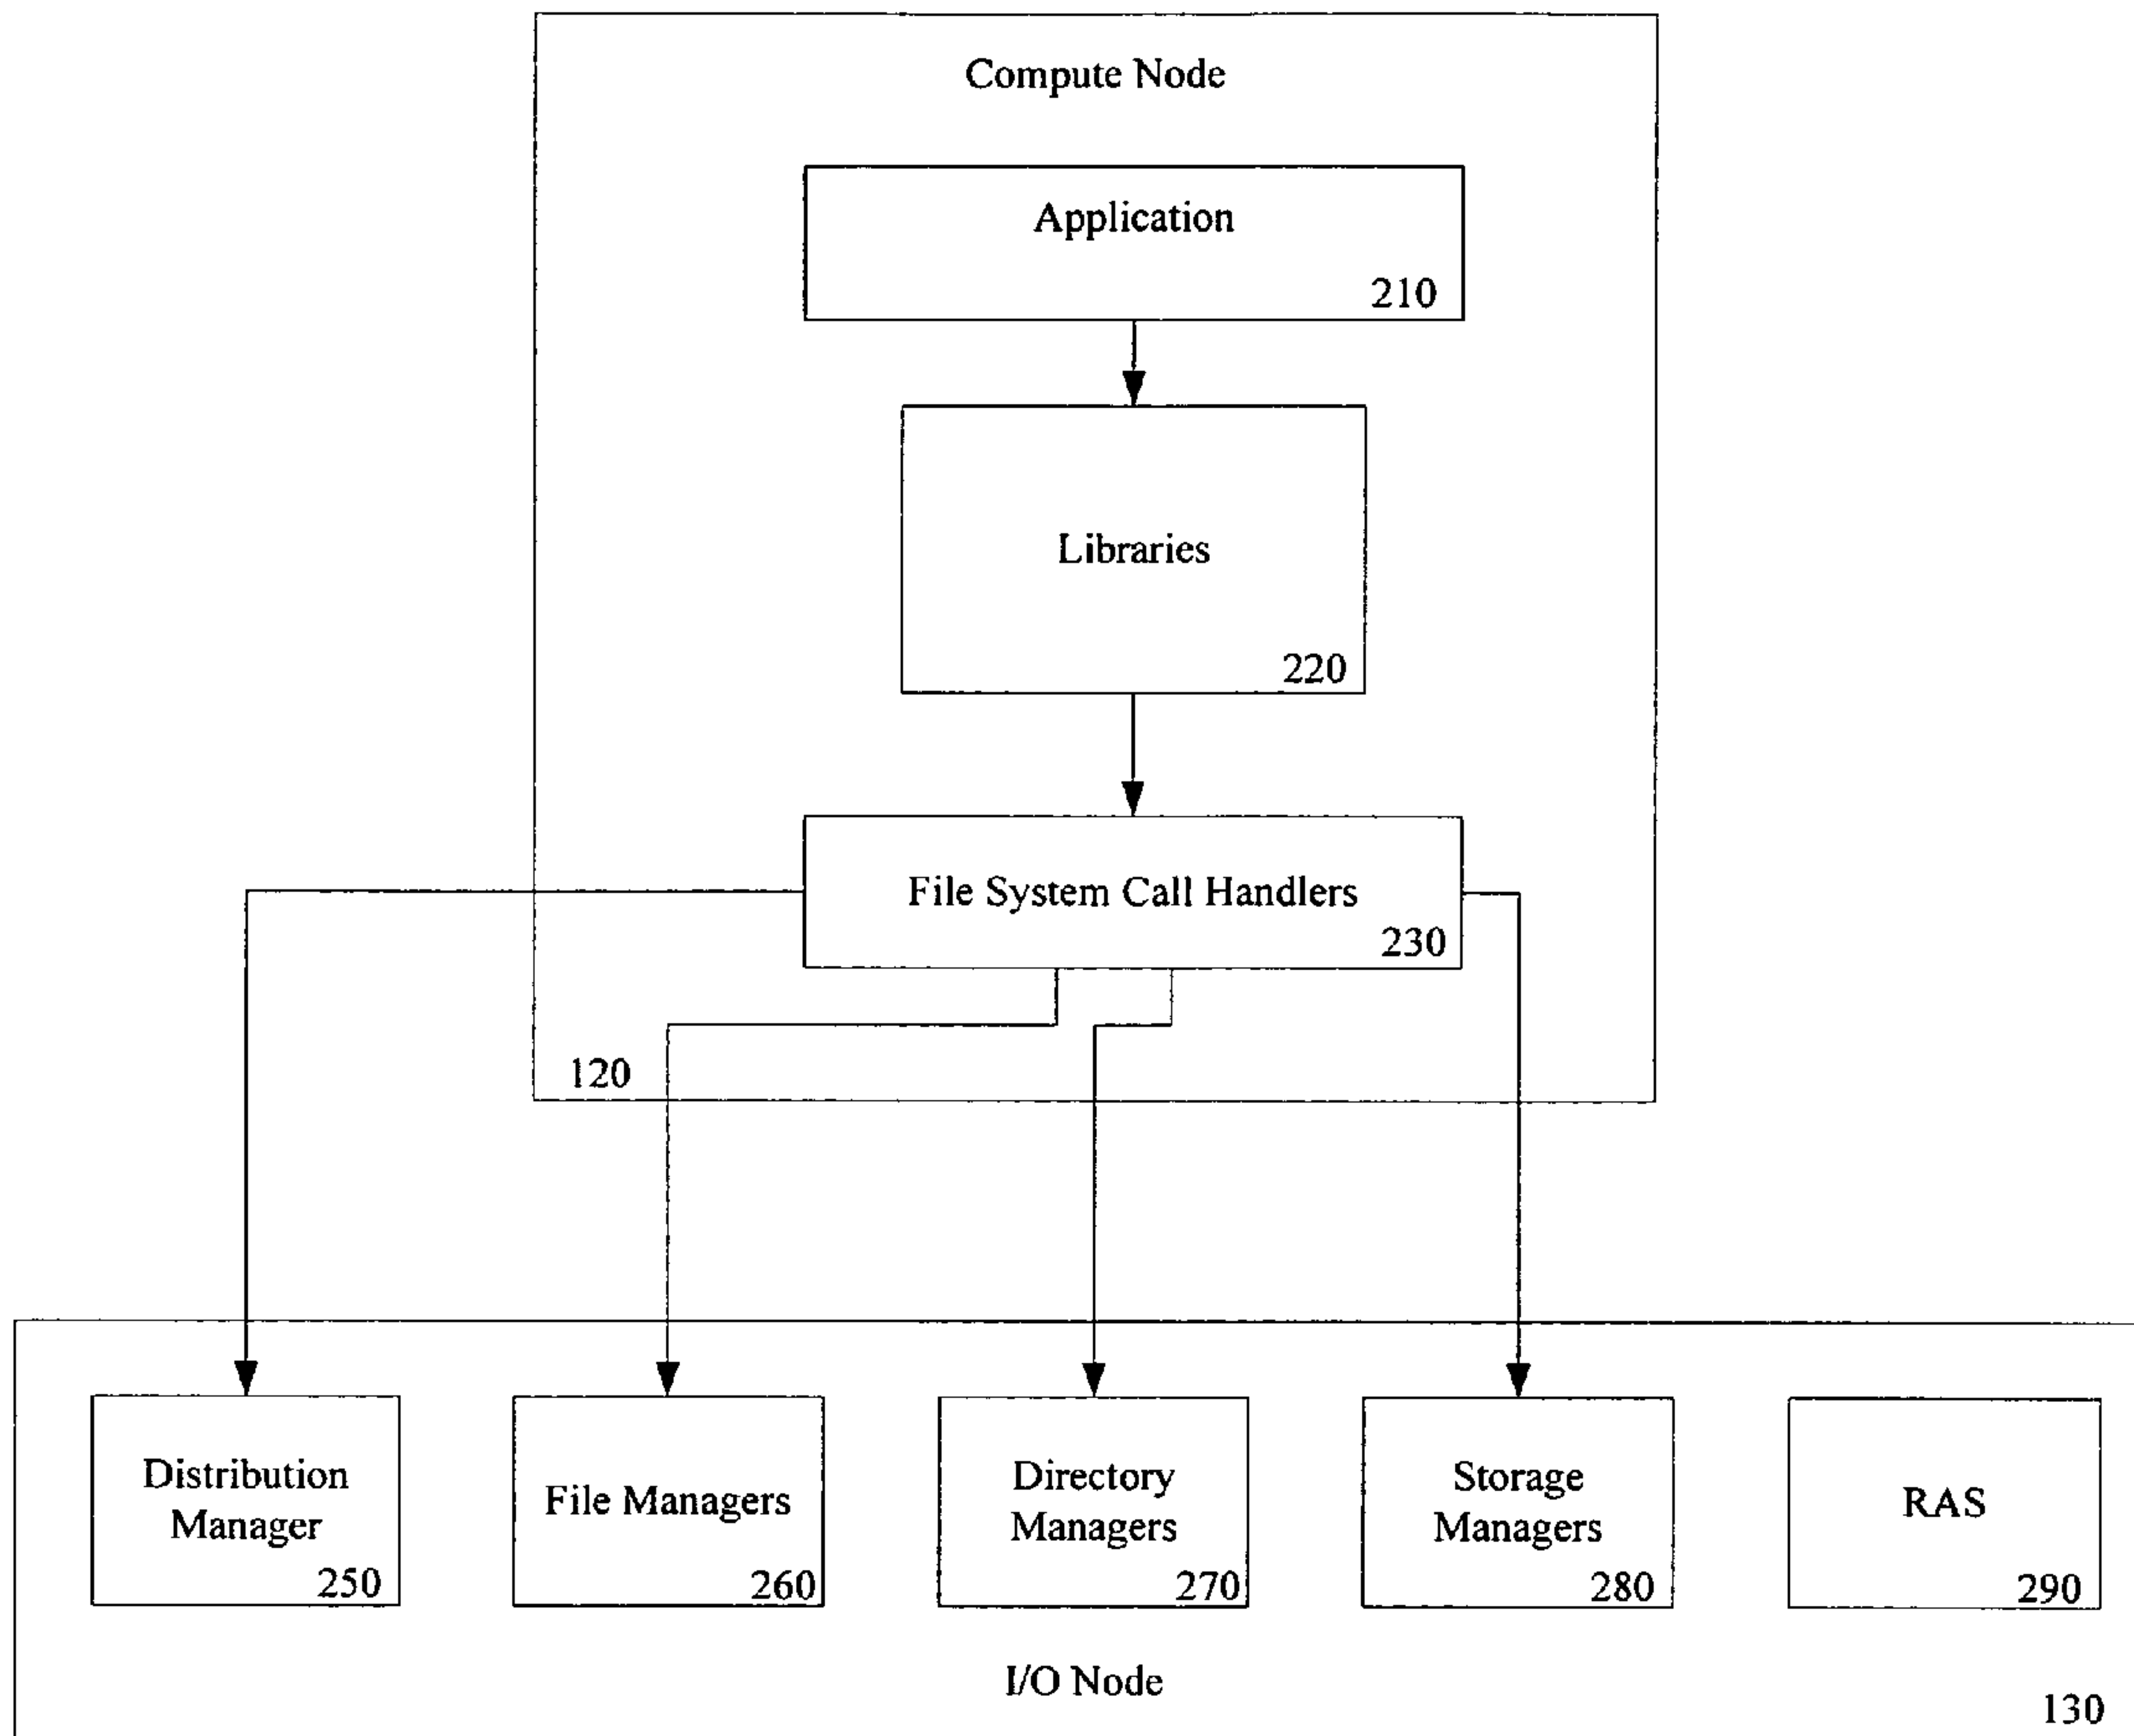 Compute Node
Application
210
Libraries
220
File System Call Handlers
230
120
Distribution
Manager
250
File Managers
260
Directory
Managers
270
Storage
Managers
280
RAS
290
I/O Node
130